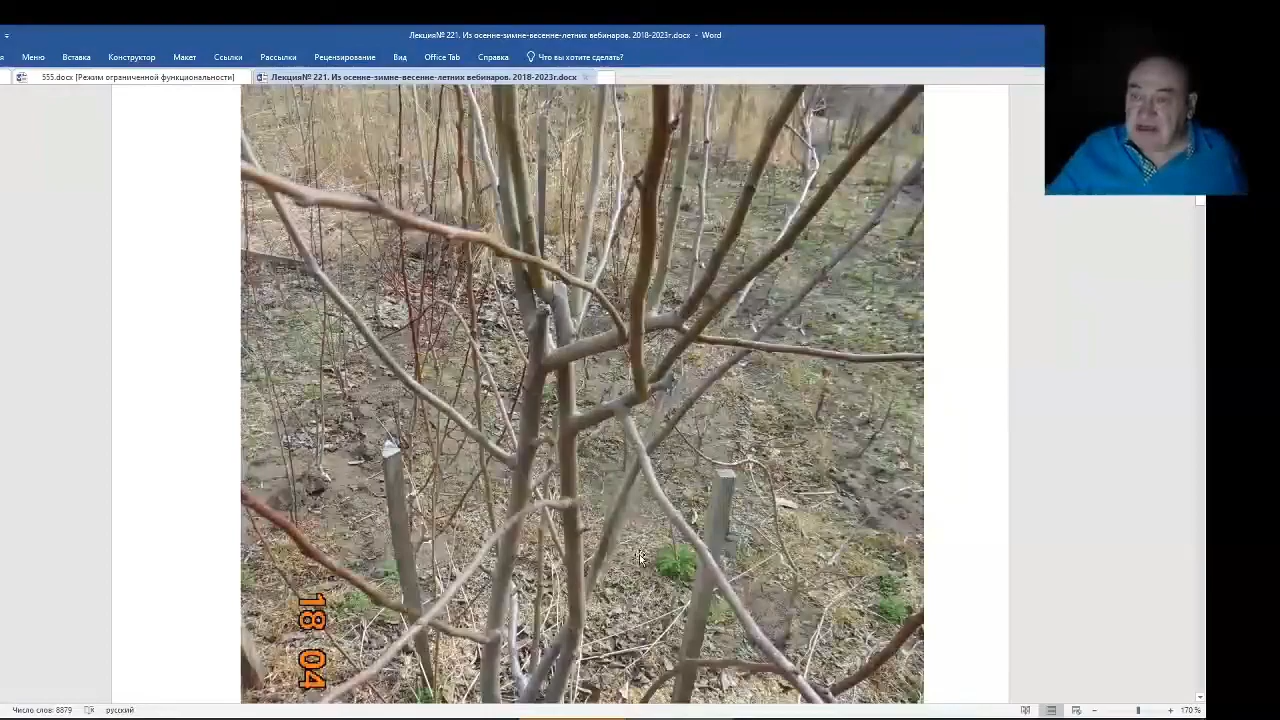 Лекция№ 221. Из осенне-зимне-весенне-летних вебинаров. 2018-2023г.docx - Word
Меню Вставка Конструктор Макет Ссылки Рассылки Рецензирование Вид Office Tab Справка Что вы хотите сделать?
555.docx [Режим ограниченной функциональности] Лекция№ 221. Из осенне-зимне-весенне-летних вебинаров. 2018-2023г.docx
18 04
Число слов: 8879 русский 170 %